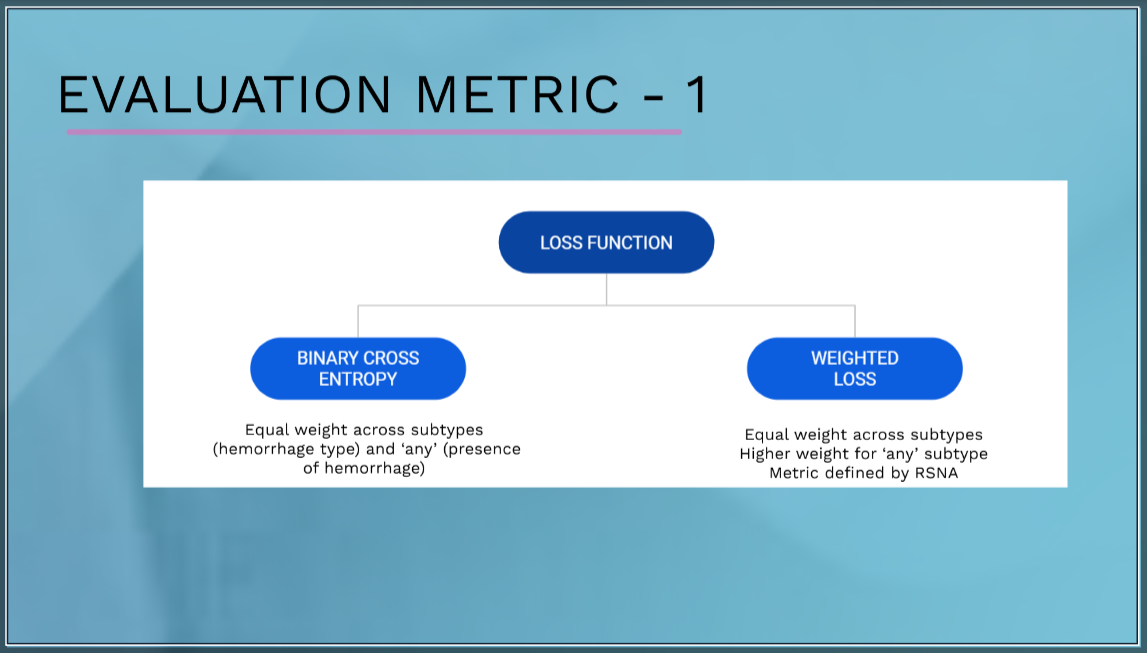 EVALUATION METRIC - 1
LOSS FUNCTION
BINARY CROSS
ENTROPY
Equal weight across subtypes
(hemorrhage type) and ‘any’ (presence
of hemorrhage)
WEIGHTED
LOSS
Equal weight across subtypes
Higher weight for ‘any’ subtype
Metric defined by RSNA